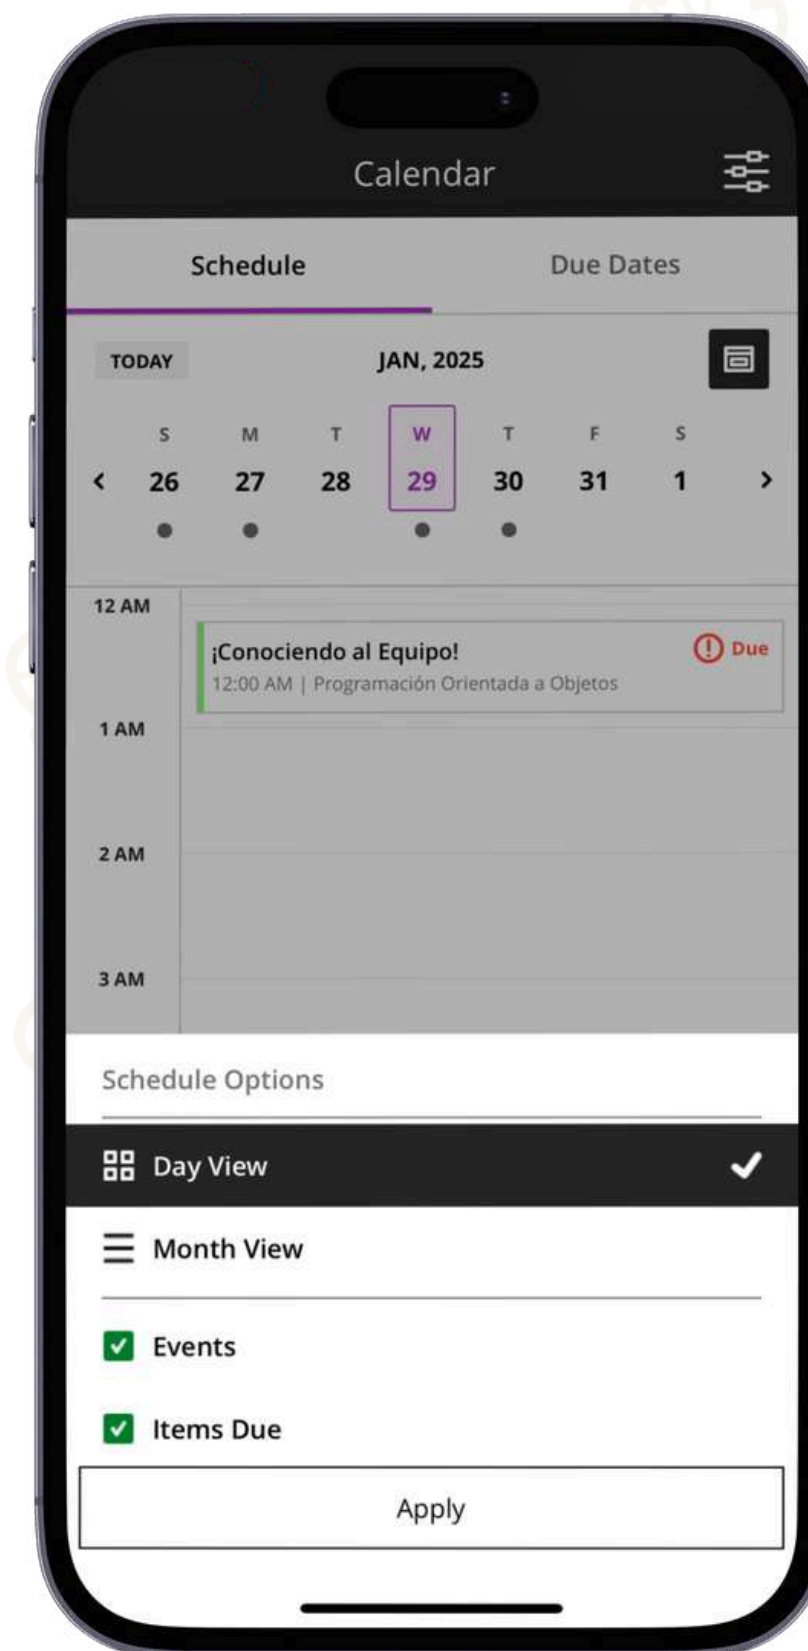 Calendar
Schedule Due Dates
TODAY JAN, 2025
S M T W T F S
< 26 27 28 29 30 31 1 >
12 AM
¡Conociendo al Equipo! Due
12:00 AM | Programación Orientada a Objetos
1 AM
2 AM
3 AM
Schedule Options
Day View
Month View
Events
Items Due
Apply